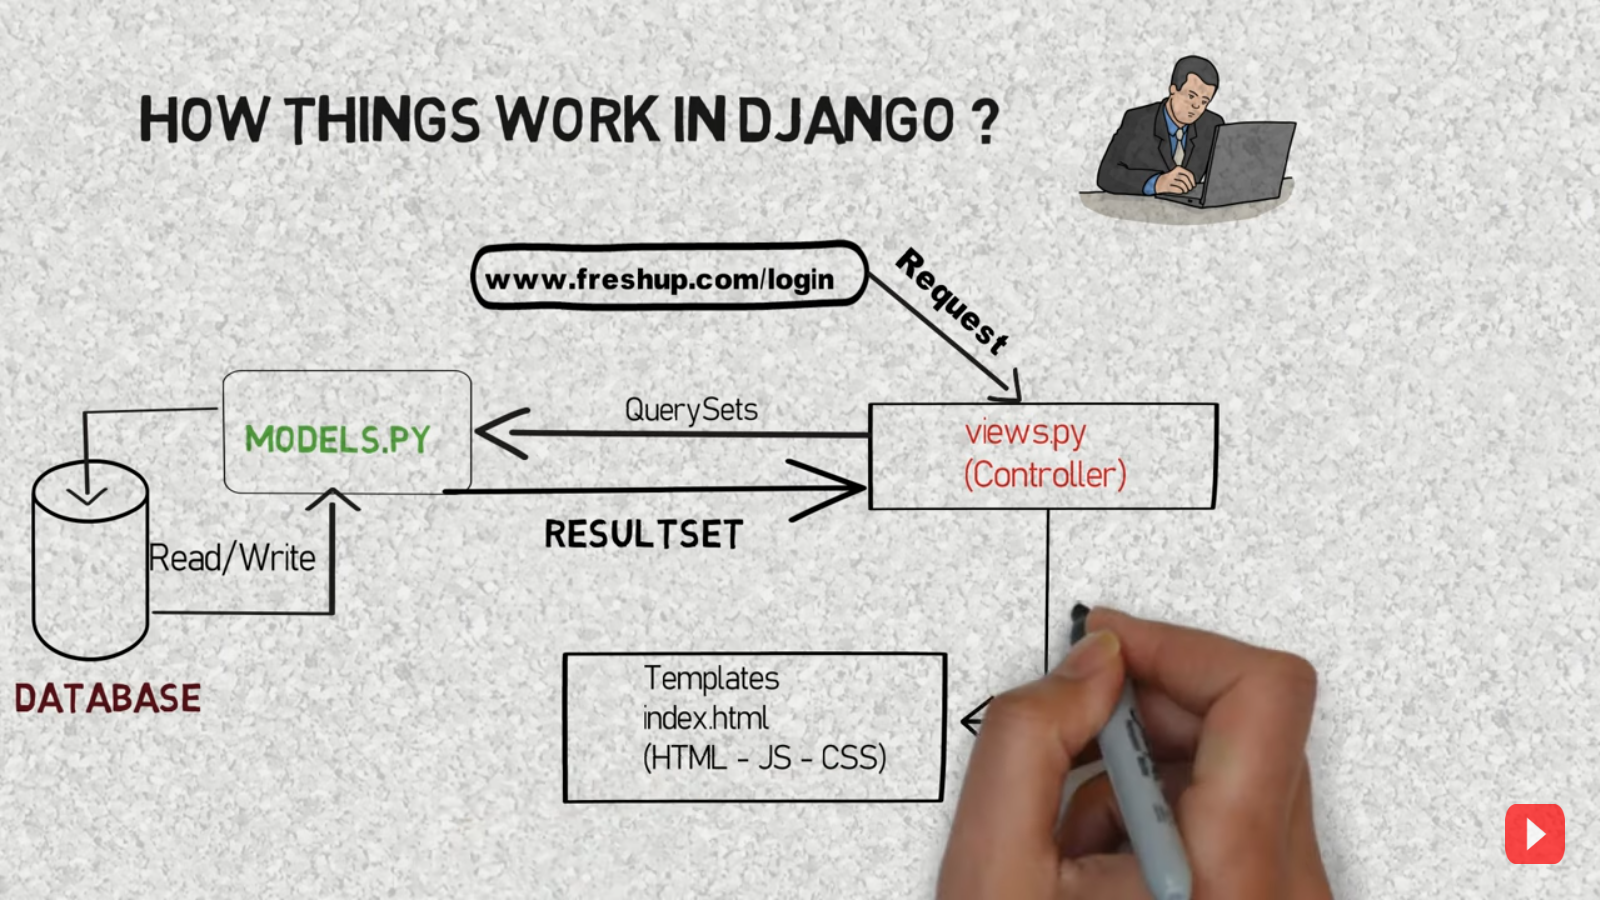 HOW THINGS WORK IN DJANGO ?
www.freshup.com/login
Request
QuerySets
MODELS.PY
views.py
(Controller)
RESULTSET
Read/Write
DATABASE
Templates
index.html
(HTML - JS - CSS)